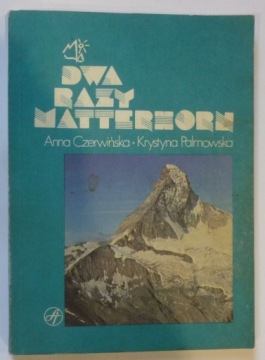 DWA
RAZY
MATTERHORN
Anna Czerwińska • Krystyna Palmowska